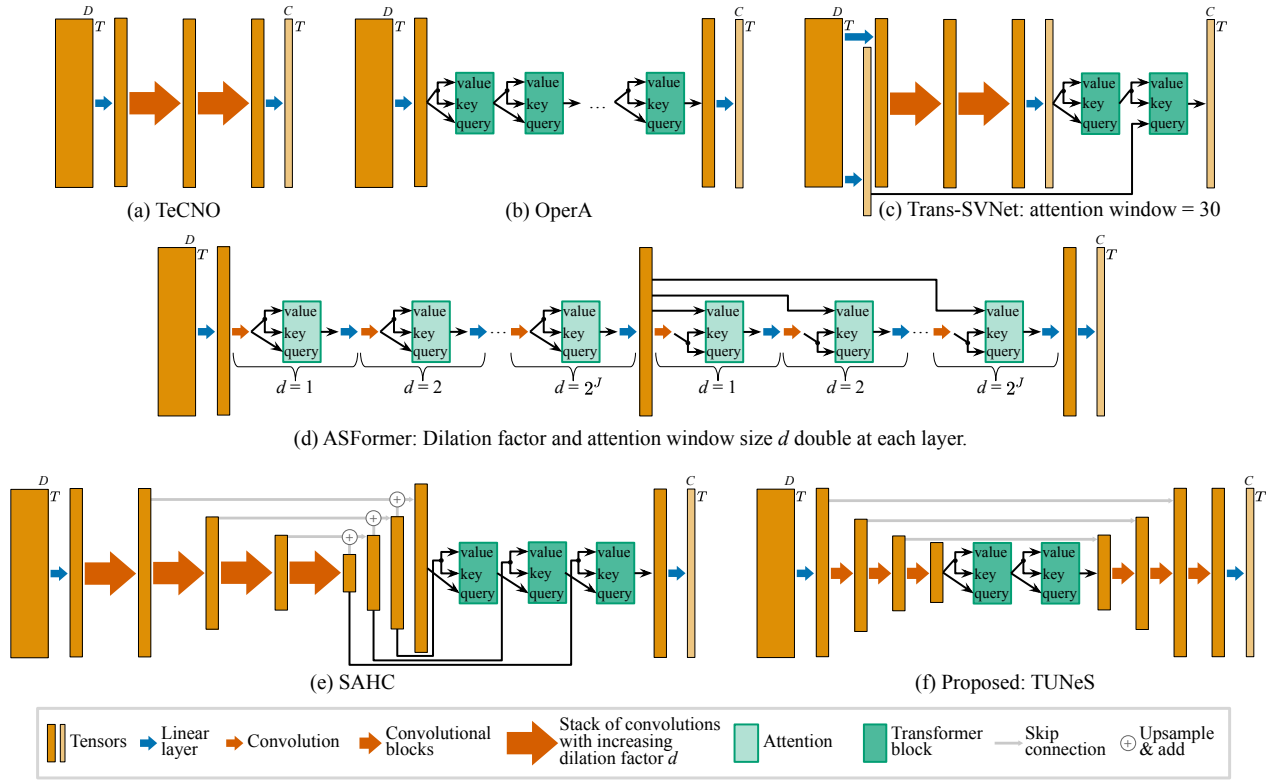 D
T
C
T
(a) TeCNO
D
T
value
key
query
value
key
query
...
value
key
query
C
T
(b) OperA
D
T
value
key
query
value
key
query
C
T
(c) Trans-SVNet: attention window = 30
D
T
value
key
query
d = 1
value
key
query
d = 2
...
value
key
query
d = 2^J
value
key
query
d = 1
value
key
query
d = 2
...
value
key
query
d = 2^J
C
T
(d) ASFormer: Dilation factor and attention window size d double at each layer.
D
T
+
+
+
value
key
query
value
key
query
value
key
query
C
T
(e) SAHC
D
T
value
key
query
value
key
query
C
T
(f) Proposed: TUNeS
Tensors
Linear
layer
Convolution
Convolutional
blocks
Stack of convolutions
with increasing
dilation factor d
Attention
Transformer
block
Skip
connection
+
Upsample
& add